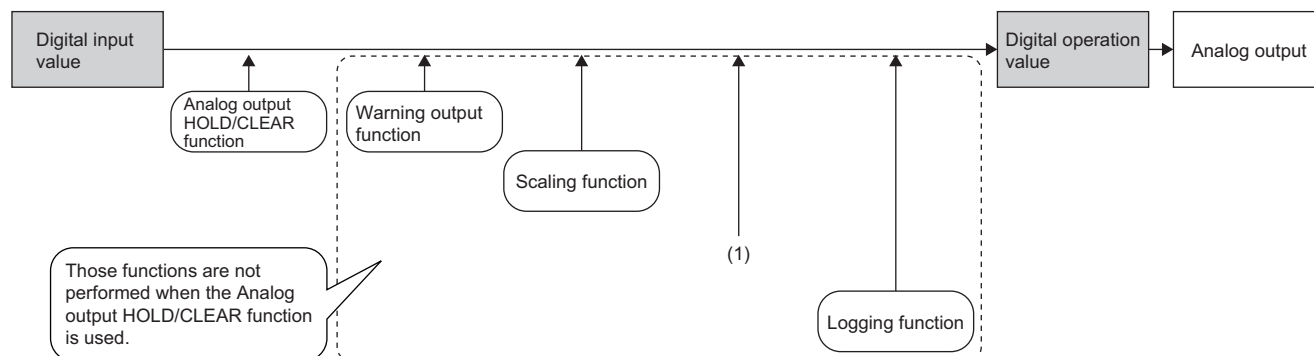 Digital input
value
Digital operation
value
Analog output
Analog output
HOLD/CLEAR
function
Warning output
function
Scaling function
(1)
Those functions are not
performed when the Analog
output HOLD/CLEAR function
is used.
Logging function